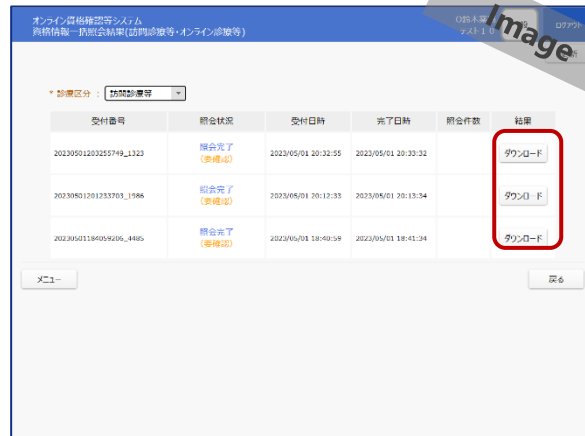 オンライン資格確認等システム
資格情報一括照会結果(訪問診療等・オンライン診療等)
ログアウト
Image
* 診療区分 : 訪問診療等
受付番号 照会状況 受付日時 完了日時 照会件数 結果
20230501203255749_1323 照会完了 (要確認) 2023/05/01 20:32:55 2023/05/01 20:33:32 ダウンロード
20230501201233703_1986 照会完了 (要確認) 2023/05/01 20:12:33 2023/05/01 20:13:34 ダウンロード
20230501184059206_4485 照会完了 (要確認) 2023/05/01 18:40:59 2023/05/01 18:41:34 ダウンロード
メニュー 戻る